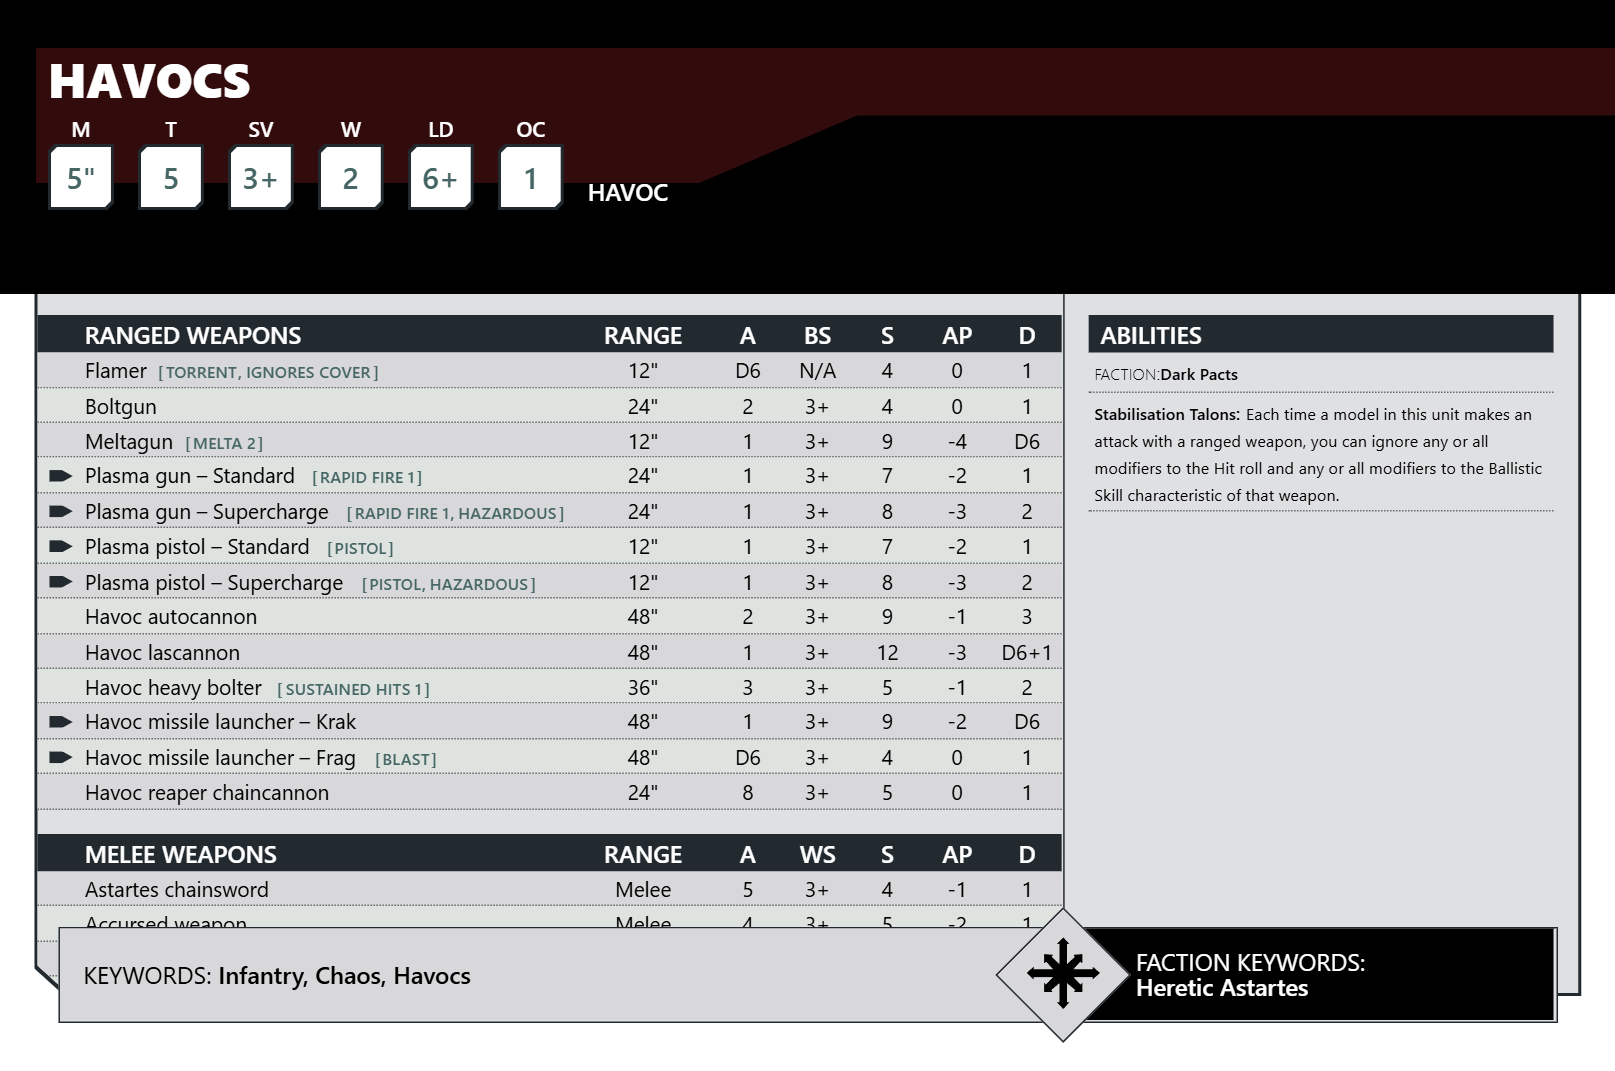 HAVOCS
M T SV W LD OC
5" 5 3+ 2 6+ 1 HAVOC
RANGED WEAPONS RANGE A BS S AP D
Flamer [TORRENT, IGNORES COVER] 12" D6 N/A 4 0 1
Boltgun 24" 2 3+ 4 0 1
Meltagun [MELTA 2] 12" 1 3+ 9 -4 D6
Plasma gun – Standard [RAPID FIRE 1] 24" 1 3+ 7 -2 1
Plasma gun – Supercharge [RAPID FIRE 1, HAZARDOUS] 24" 1 3+ 8 -3 2
Plasma pistol – Standard [PISTOL] 12" 1 3+ 7 -2 1
Plasma pistol – Supercharge [PISTOL, HAZARDOUS] 12" 1 3+ 8 -3 2
Havoc autocannon 48" 2 3+ 9 -1 3
Havoc lascannon 48" 1 3+ 12 -3 D6+1
Havoc heavy bolter [SUSTAINED HITS 1] 36" 3 3+ 5 -1 2
Havoc missile launcher – Krak 48" 1 3+ 9 -2 D6
Havoc missile launcher – Frag [BLAST] 48" D6 3+ 4 0 1
Havoc reaper chaincannon 24" 8 3+ 5 0 1
MELEE WEAPONS RANGE A WS S AP D
Astartes chainsword Melee 5 3+ 4 -1 1
Accursed weapon Melee 4 3+ 5 -2 1
ABILITIES
FACTION:Dark Pacts
Stabilisation Talons: Each time a model in this unit makes an
attack with a ranged weapon, you can ignore any or all
modifiers to the Hit roll and any or all modifiers to the Ballistic
Skill characteristic of that weapon.
KEYWORDS: Infantry, Chaos, Havocs
FACTION KEYWORDS:
Heretic Astartes